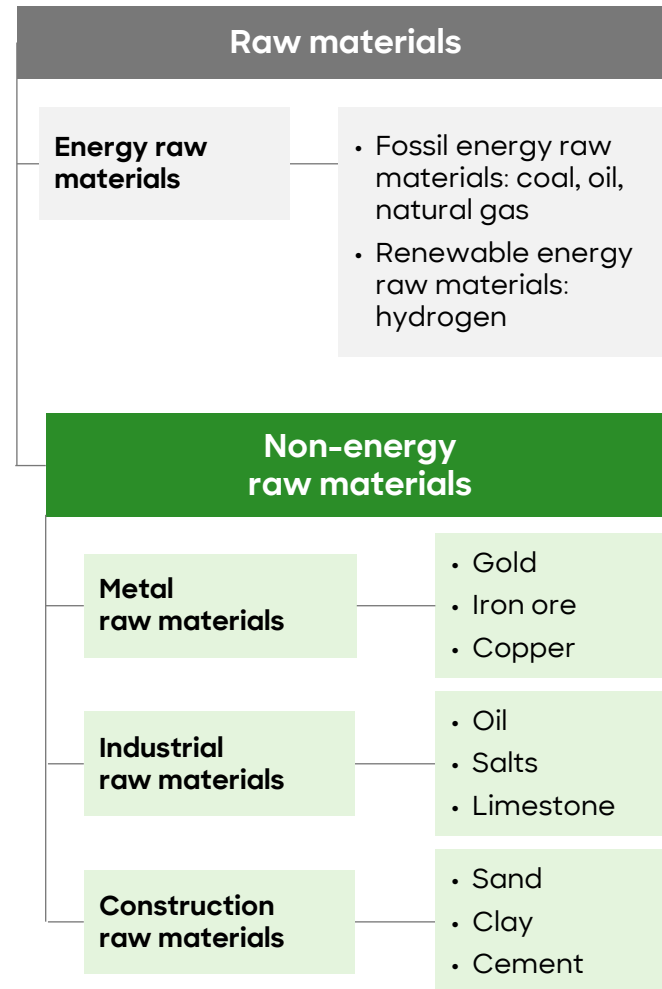 Raw materials
Energy raw
materials
• Fossil energy raw
materials: coal, oil,
natural gas
• Renewable energy
raw materials:
hydrogen
Non-energy
raw materials
Metal
raw materials
• Gold
• Iron ore
• Copper
Industrial
raw materials
• Oil
• Salts
• Limestone
Construction
raw materials
• Sand
• Clay
• Cement